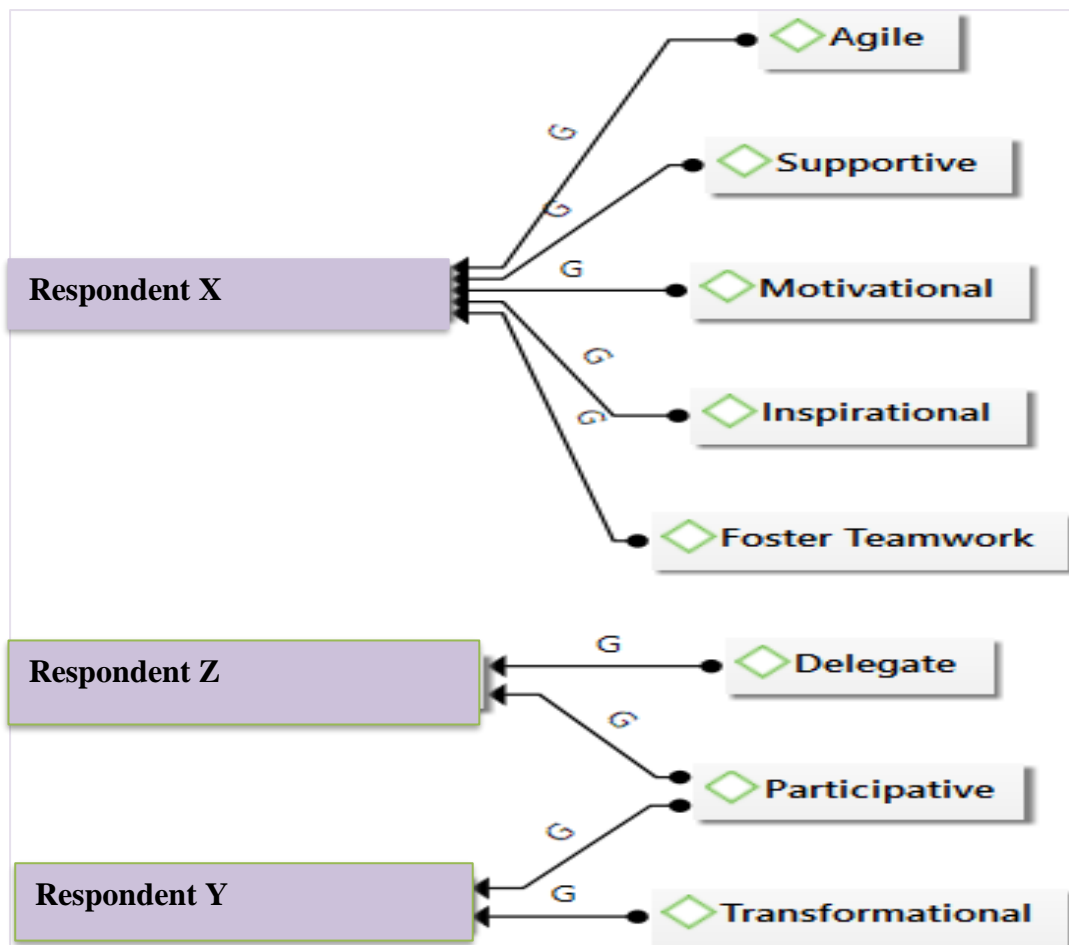 Agile
G
Supportive
G
Respondent X
G
Motivational
G
Inspirational
G
Foster Teamwork
Respondent Z
G
Delegate
G
Participative
G
Respondent Y
G
Transformational